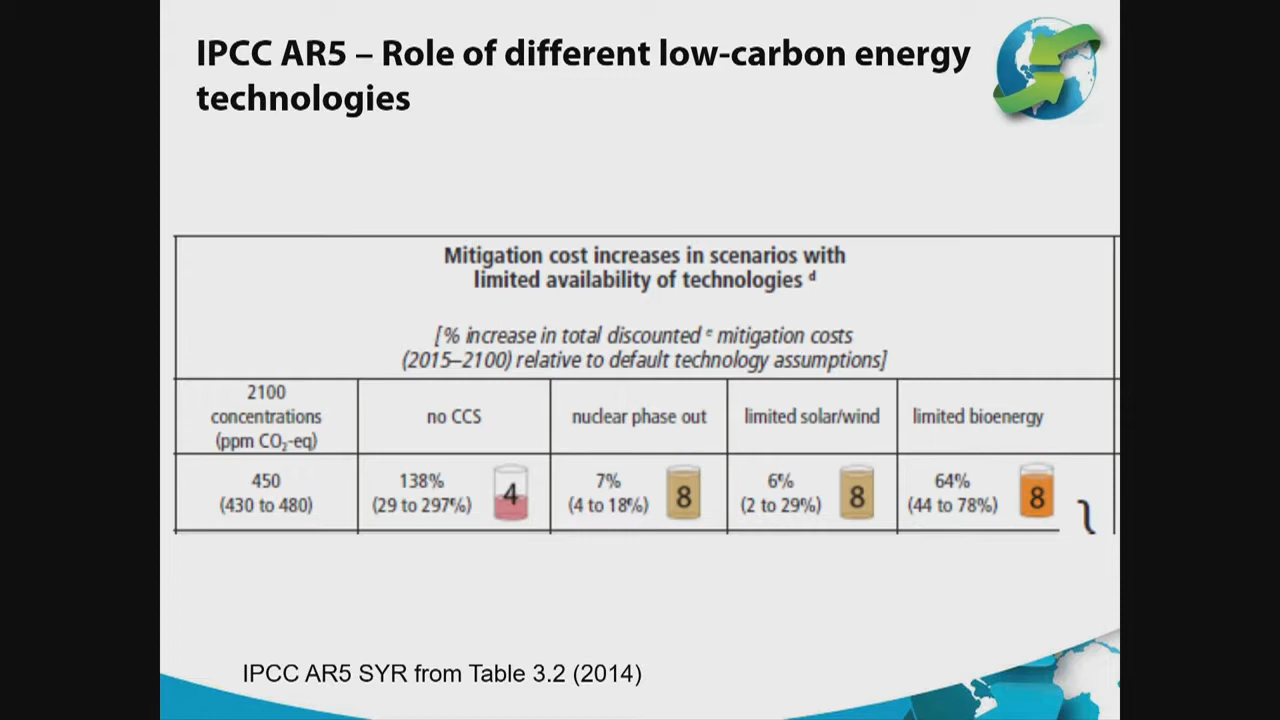 IPCC AR5 – Role of different low-carbon energy
technologies
Mitigation cost increases in scenarios with
limited availability of technologies d
[% increase in total discounted e mitigation costs
(2015–2100) relative to default technology assumptions]
2100
concentrations
(ppm CO2-eq)
no CCS
nuclear phase out
limited solar/wind
limited bioenergy
450
(430 to 480)
138%
(29 to 297%)
4
7%
(4 to 18%)
8
6%
(2 to 29%)
8
64%
(44 to 78%)
8
IPCC AR5 SYR from Table 3.2 (2014)